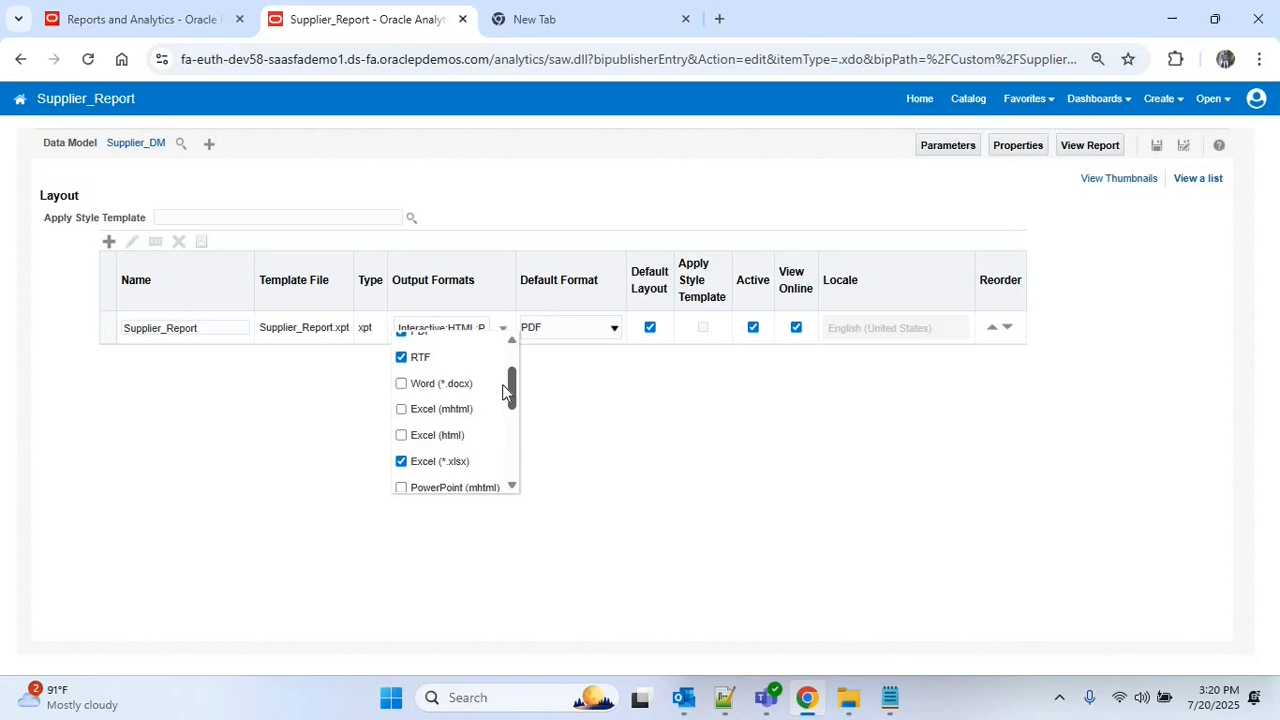 Reports and Analytics - Oracle
Supplier_Report - Oracle Analyt
New Tab
fa-euth-dev58-saasfademo1.ds-fa.oraclepdemos.com/analytics/saw.dll?bipublisherEntry&Action=edit&itemType=.xdo&bipPath=%2FCustom%2FSupplier...
Supplier_Report
Home Catalog Favorites Dashboards Create Open
Data Model Supplier_DM
Parameters Properties View Report
View Thumbnails View a list
Layout
Apply Style Template
Name Template File Type Output Formats Default Format Default Layout Apply Style Template Active View Online Locale Reorder
Supplier_Report Supplier_Report.xpt xpt Interactive;HTML;P PDF English (United States)
PDF
RTF
Word (*.docx)
Excel (mhtml)
Excel (html)
Excel (*.xlsx)
PowerPoint (mhtml)
2
91°F
Mostly cloudy
Search
3:20 PM
7/20/2025